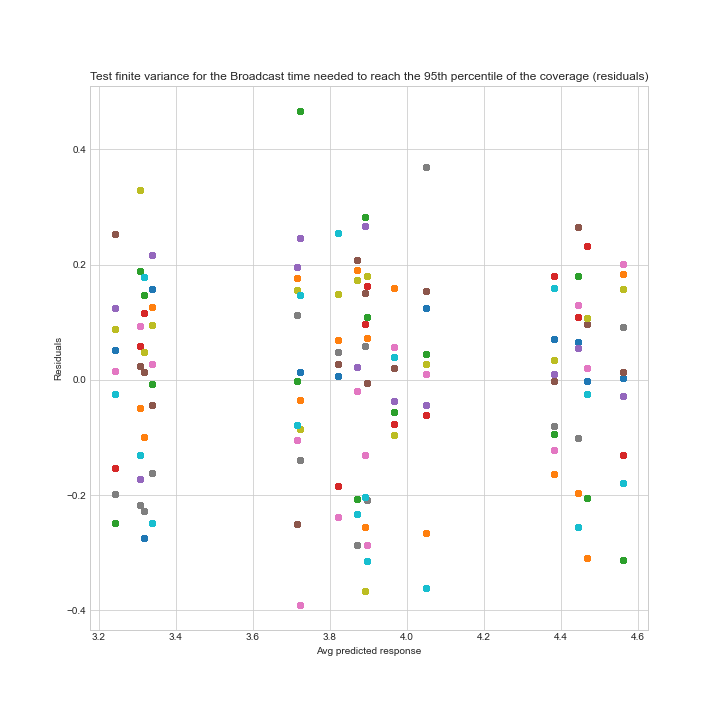 Test finite variance for the Broadcast time needed to reach the 95th percentile of the coverage (residuals)
0.4
0.2
0.0
−0.2
−0.4
Residuals
3.2 3.4 3.6 3.8 4.0 4.2 4.4 4.6
Avg predicted response